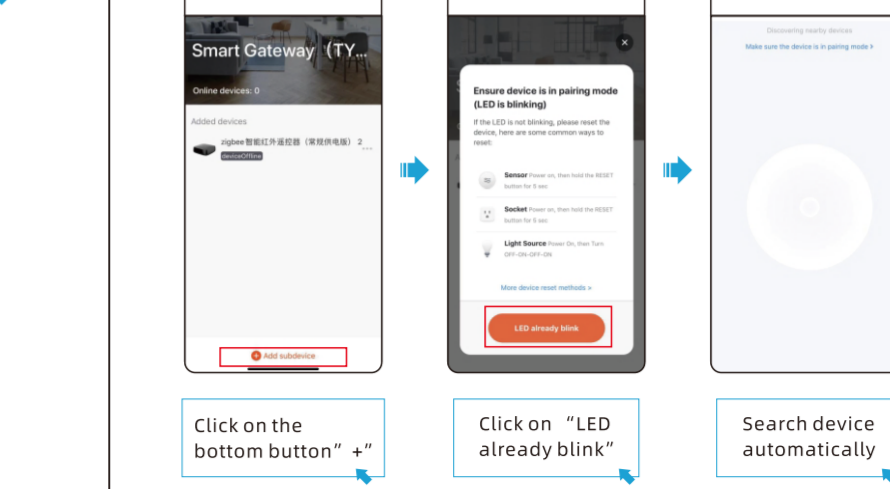 Smart Gateway（TY...
Online devices: 0
Added devices
zigbee智能红外遥控器（常规供电版） 2
deviceOffline
...
Add subdevice
Click on the
bottom button”+”
×
Ensure device is in pairing mode
(LED is blinking)
If the LED is not blinking, please reset the
device, here are some common ways to
reset:
Sensor Power on, then hold the RESET
button for 5 sec
Socket Power on, then hold the RESET
button for 5 sec
Light Source Power On, then Turn
OFF-ON-OFF-ON
More device reset methods >
LED already blink
Click on “LED
already blink”
Discovering nearby devices
Make sure the device is in pairing mode >
Search device
automatically